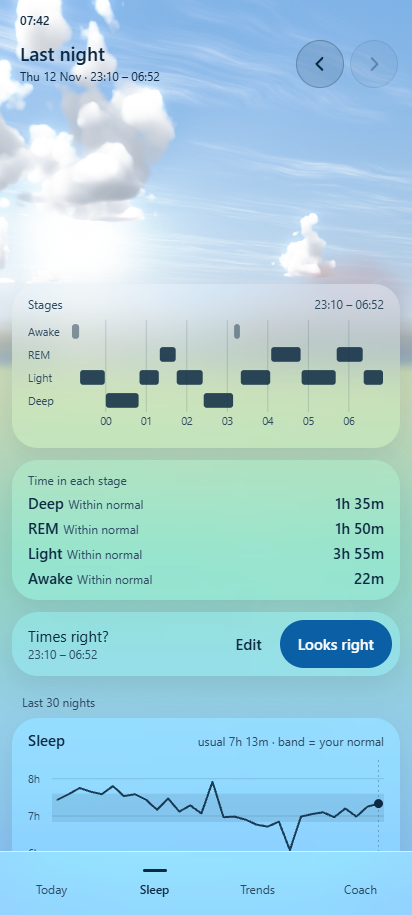 07:42
Last night
Thu 12 Nov · 23:10 – 06:52
Stages 23:10 – 06:52
Awake
REM
Light
Deep
00 01 02 03 04 05 06
Time in each stage
Deep Within normal 1h 35m
REM Within normal 1h 50m
Light Within normal 3h 55m
Awake Within normal 22m
Times right?
23:10 – 06:52
Edit Looks right
Last 30 nights
Sleep usual 7h 13m · band = your normal
8h
7h
Today Sleep Trends Coach